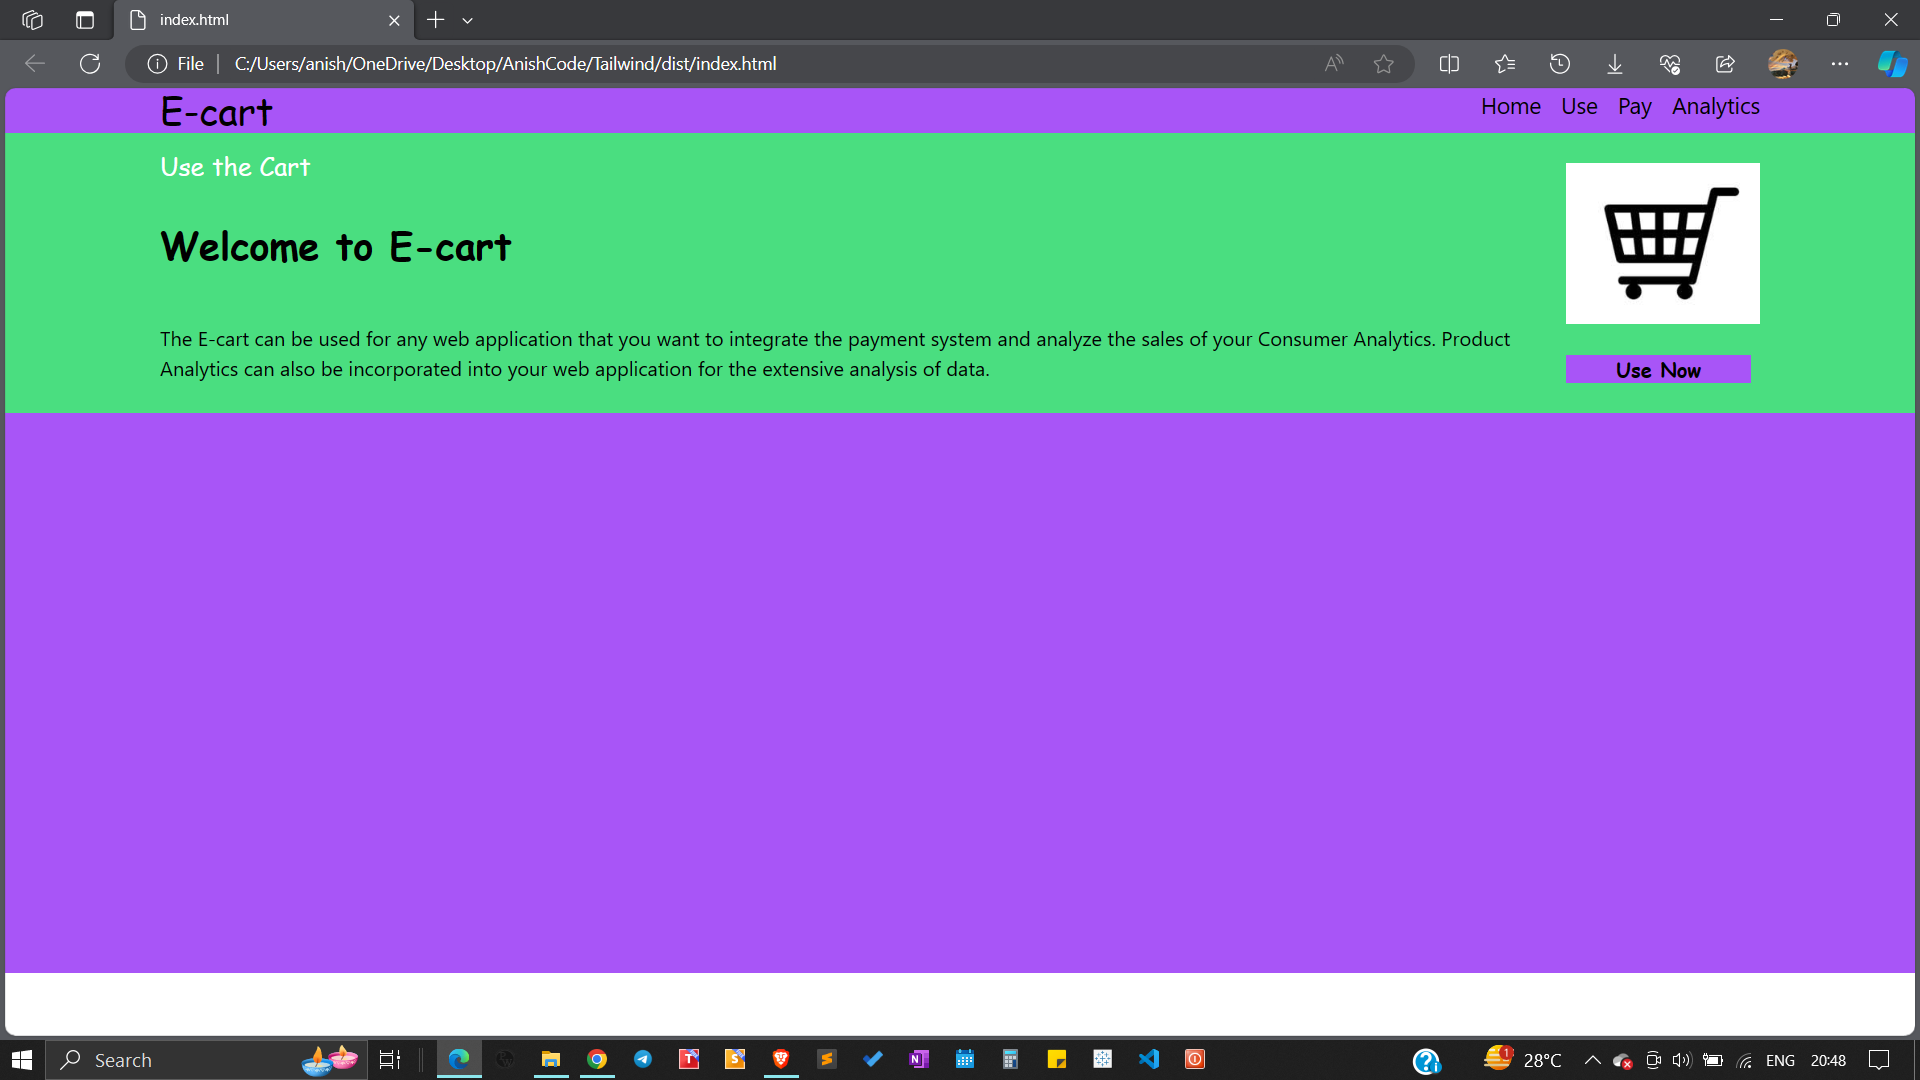 index.html
File
C:/Users/anish/OneDrive/Desktop/AnishCode/Tailwind/dist/index.html
E-cart
Home Use Pay Analytics
Use the Cart
Welcome to E-cart
The E-cart can be used for any web application that you want to integrate the payment system and analyze the sales of your Consumer Analytics. Product
Analytics can also be incorporated into your web application for the extensive analysis of data.
Use Now
Search
1
28°C
ENG
20:48